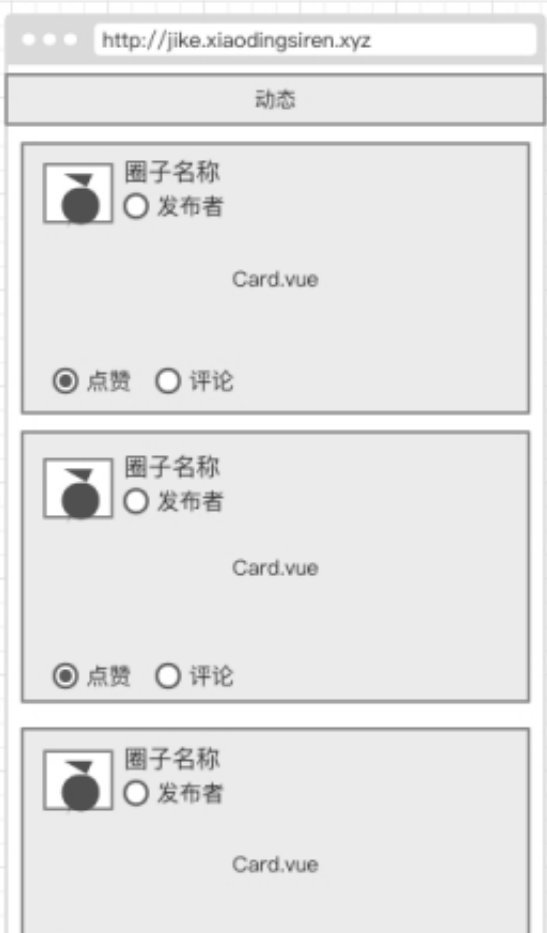 http://jike.xiaodingsiren.xyz
动态
圈子名称
发布者
Card.vue
点赞 评论
圈子名称
发布者
Card.vue
点赞 评论
圈子名称
发布者
Card.vue